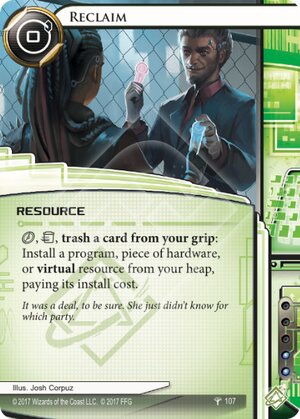 0
Reclaim
RESOURCE
, , trash a card from your grip:
Install a program, piece of hardware,
or virtual resource from your heap,
paying its install cost.
It was a deal, to be sure. She just didn't know for
which party.
Illus. Josh Corpuz
© 2017 Wizards of the Coast LLC. © 2017 FFG
107